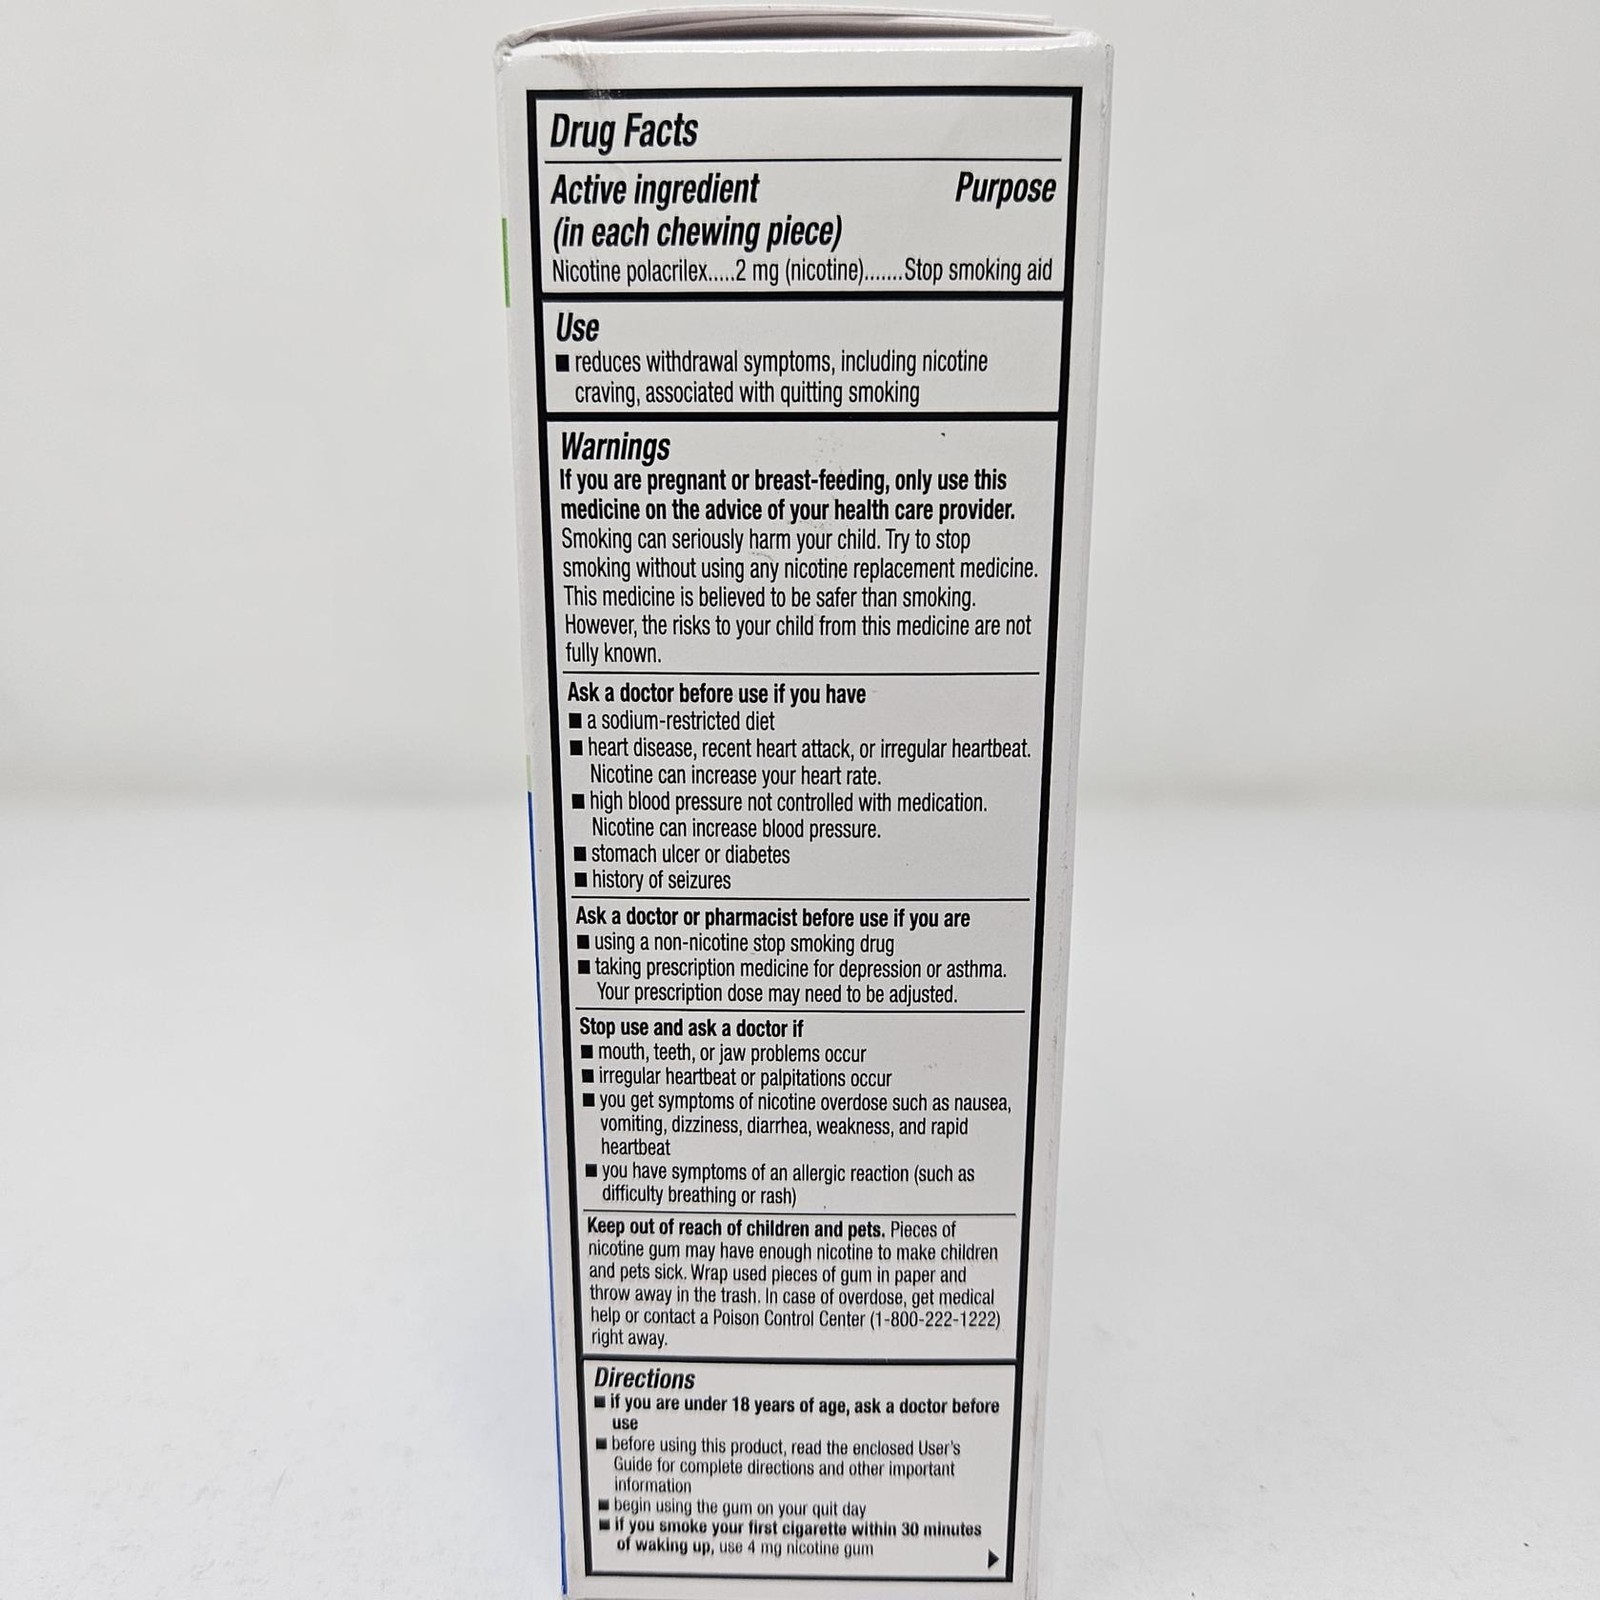 Drug Facts
Active ingredient Purpose
(in each chewing piece)
Nicotine polacrilex.....2 mg (nicotine).......Stop smoking aid
Use
■ reduces withdrawal symptoms, including nicotine
craving, associated with quitting smoking
Warnings
If you are pregnant or breast-feeding, only use this
medicine on the advice of your health care provider.
Smoking can seriously harm your child. Try to stop
smoking without using any nicotine replacement medicine.
This medicine is believed to be safer than smoking.
However, the risks to your child from this medicine are not
fully known.
Ask a doctor before use if you have
■ a sodium-restricted diet
■ heart disease, recent heart attack, or irregular heartbeat.
Nicotine can increase your heart rate.
■ high blood pressure not controlled with medication.
Nicotine can increase blood pressure.
■ stomach ulcer or diabetes
■ history of seizures
Ask a doctor or pharmacist before use if you are
■ using a non-nicotine stop smoking drug
■ taking prescription medicine for depression or asthma.
Your prescription dose may need to be adjusted.
Stop use and ask a doctor if
■ mouth, teeth, or jaw problems occur
■ irregular heartbeat or palpitations occur
■ you get symptoms of nicotine overdose such as nausea,
vomiting, dizziness, diarrhea, weakness, and rapid
heartbeat
■ you have symptoms of an allergic reaction (such as
difficulty breathing or rash)
Keep out of reach of children and pets. Pieces of
nicotine gum may have enough nicotine to make children
and pets sick. Wrap used pieces of gum in paper and
throw away in the trash. In case of overdose, get medical
help or contact a Poison Control Center (1-800-222-1222)
right away.
Directions
■ if you are under 18 years of age, ask a doctor before
use
■ before using this product, read the enclosed User's
Guide for complete directions and other important
information
■ begin using the gum on your quit day
■ if you smoke your first cigarette within 30 minutes
of waking up, use 4 mg nicotine gum